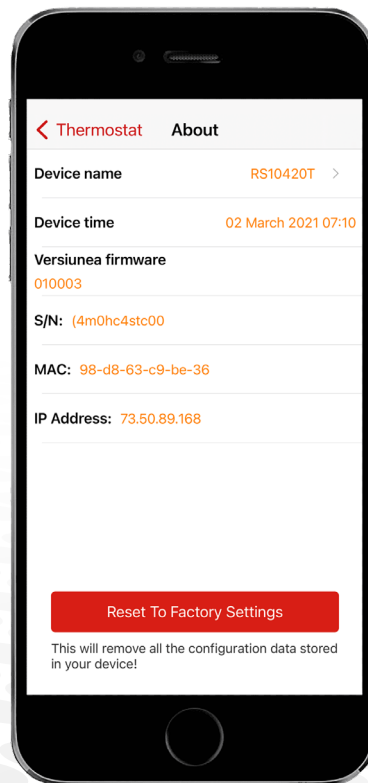 Thermostat About
Device name RS10420T
Device time 02 March 2021 07:10
Versiunea firmware
010003
S/N: (4m0hc4stc00
MAC: 98-d8-63-c9-be-36
IP Address: 73.50.89.168
Reset To Factory Settings
This will remove all the configuration data stored
in your device!